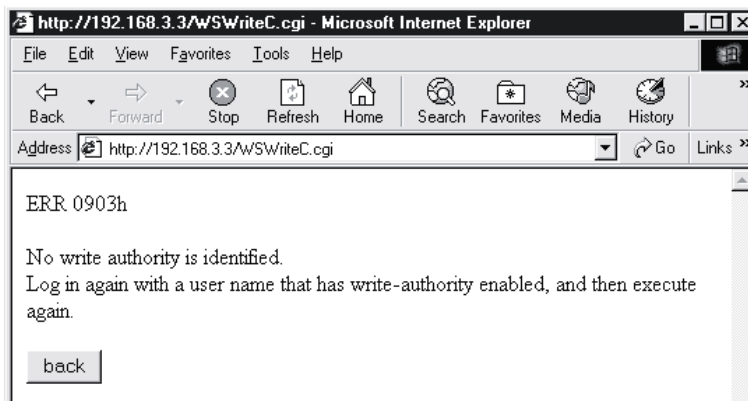 http://192.168.3.3/WSWriteC.cgi - Microsoft Internet Explorer
File Edit View Favorites Tools Help
Back Forward Stop Refresh Home Search Favorites Media History »
Address http://192.168.3.3/WSWriteC.cgi Go Links »
ERR 0903h
No write authority is identified.
Log in again with a user name that has write-authority enabled, and then execute
again.
back